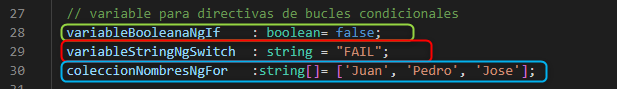 27 // variable para directivas de bucles condicionales
28 variableBooleanaNgIf : boolean= false;
29 variableStringNgSwitch : string = "FAIL";
30 coleccionNombresNgFor :string[]= ['Juan', 'Pedro', 'Jose'];
31